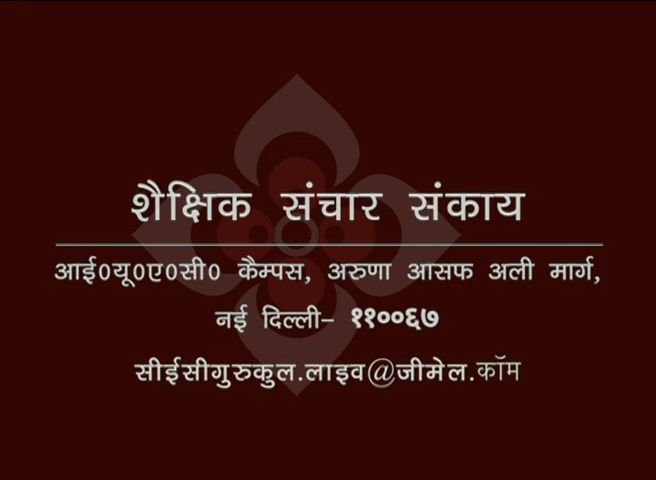 शैक्षिक संचार संकाय
आई०यू०ए०सी० कैम्पस, अरुणा आसफ अली मार्ग,
नई दिल्ली- ११००६७
सीईसीगुरुकुल.लाइव@जीमेल.कॉम